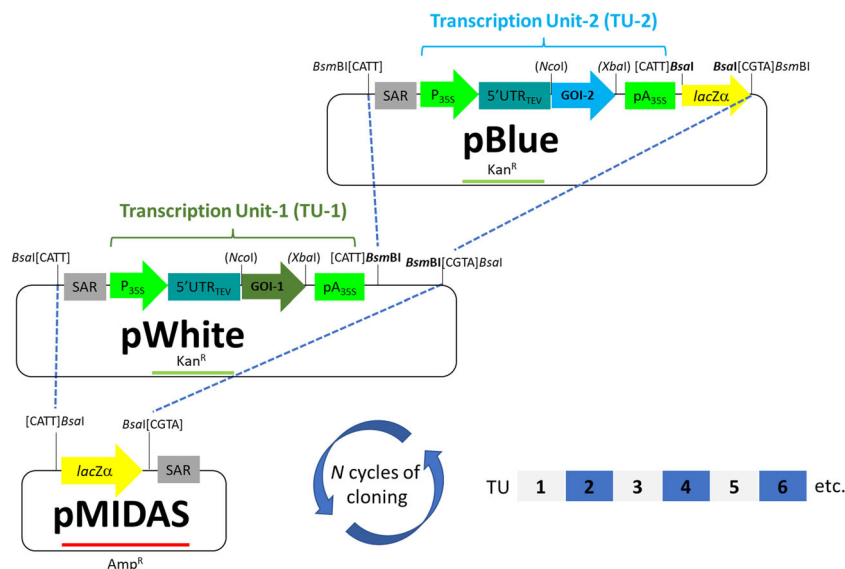 Transcription Unit-2 (TU-2)
BsmBI[CATT] (NcoI) (XbaI) [CATT]BsaI BsaI[CGTA]BsmBI
SAR P35S 5'UTRTEV GOI-2 pA35S lacZα
pBlue
KanR
Transcription Unit-1 (TU-1)
BsaI[CATT] (NcoI) (XbaI) [CATT]BsmBI BsmBI[CGTA]BsaI
SAR P35S 5'UTRTEV GOI-1 pA35S
pWhite
KanR
[CATT]BsaI BsaI[CGTA]
lacZα SAR
pMIDAS
AmpR
N cycles of
cloning
TU 1 2 3 4 5 6 etc.